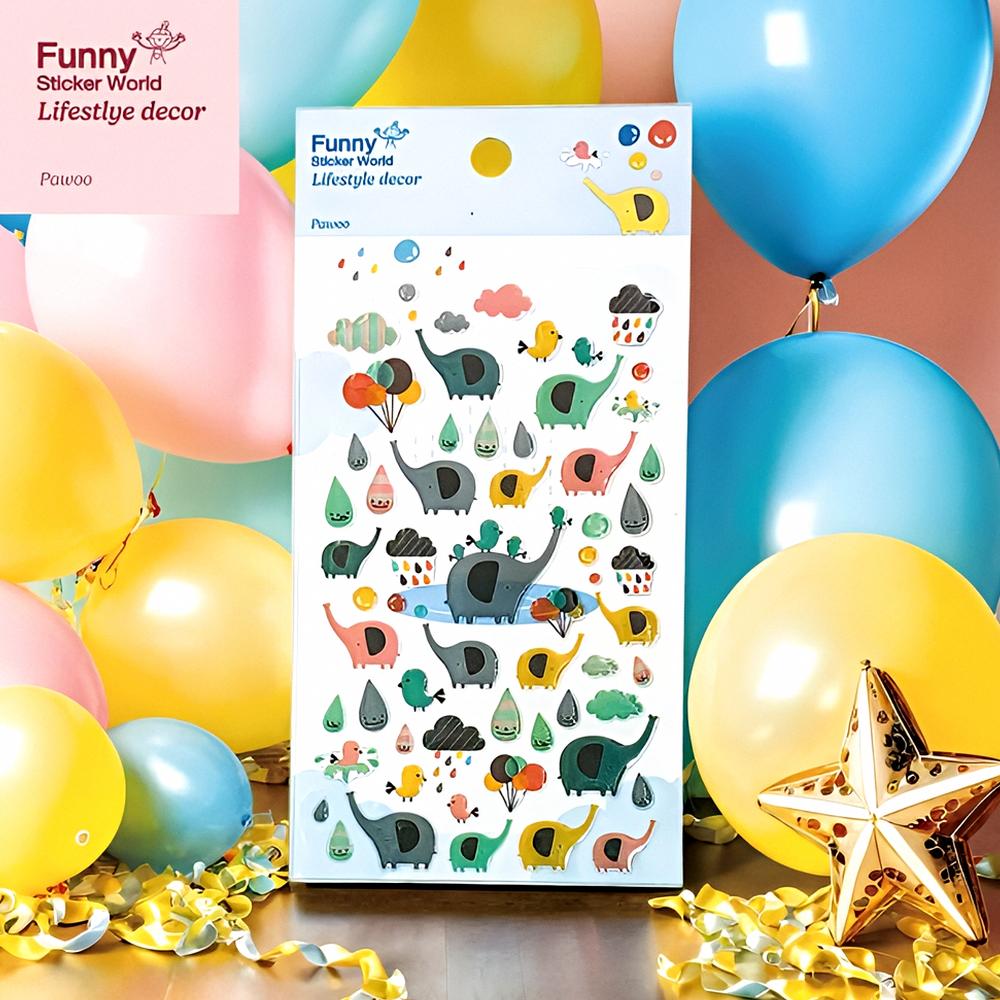 Funny
Sticker World
Lifestlye decor
Pawoo
Funny
Sticker World
Lifestyle decor
Pawoo